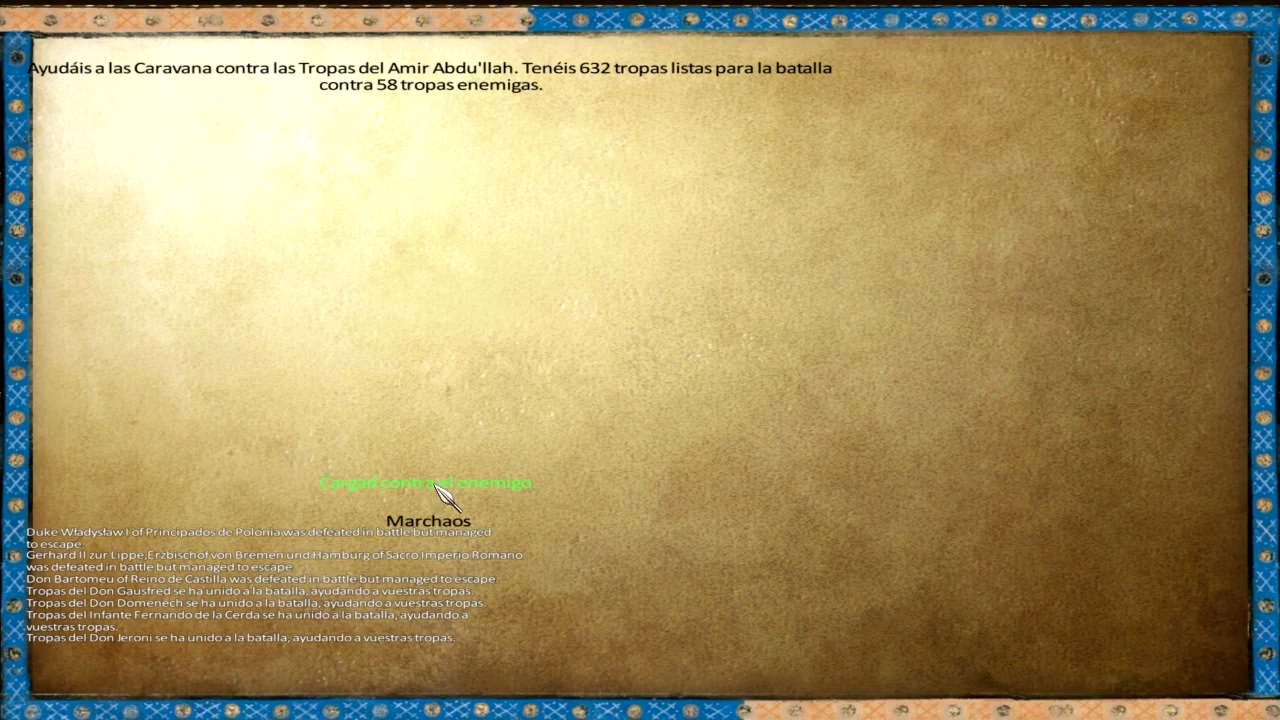 Ayudáis a las Caravana contra las Tropas del Amir Abdu'llah. Tenéis 632 tropas listas para la batalla
contra 58 tropas enemigas.
Cargad contra el enemigo.
Marchaos
Duke Władysław I of Principados de Polonia was defeated in battle but managed
to escape.
Gerhard II zur Lippe,Erzbischof von Bremen und Hamburg of Sacro Imperio Romano
was defeated in battle but managed to escape.
Don Bartomeu of Reino de Castilla was defeated in battle but managed to escape.
Tropas del Don Gausfred se ha unido a la batalla, ayudando a vuestras tropas.
Tropas del Don Domenech se ha unido a la batalla, ayudando a vuestras tropas.
Tropas del Infante Fernando de la Cerda se ha unido a la batalla, ayudando a
vuestras tropas.
Tropas del Don Jeroni se ha unido a la batalla, ayudando a vuestras tropas.